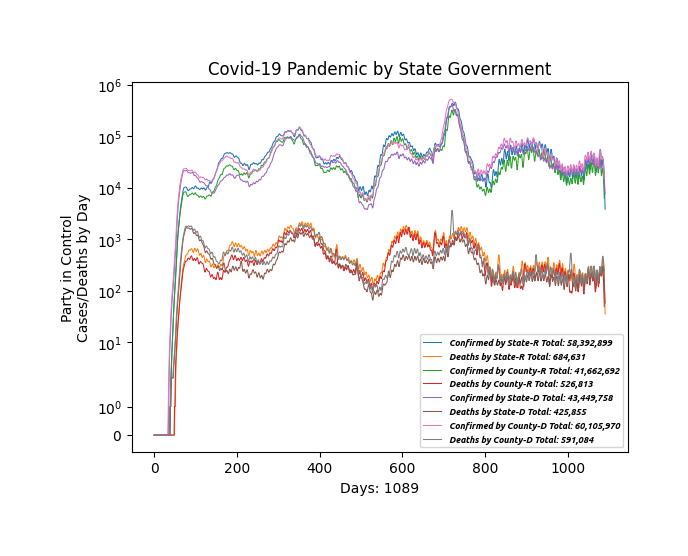 Covid-19 Pandemic by State Government
10⁶
10⁵
10⁴
10³
10²
10¹
10⁰
0
Party in Control
Cases/Deaths by Day
Confirmed by State-R Total: 58,392,899
Deaths by State-R Total: 684,631
Confirmed by County-R Total: 41,662,692
Deaths by County-R Total: 526,813
Confirmed by State-D Total: 43,449,758
Deaths by State-D Total: 425,855
Confirmed by County-D Total: 60,105,970
Deaths by County-D Total: 591,084
0 200 400 600 800 1000
Days: 1089